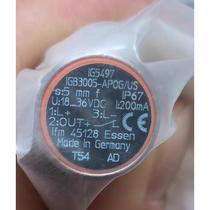 IG5497
IGB3005-APOG/US
s:5 mm f IP67
U:18...36VDC I:200mA
1:L+ 3:L-
2:OUT+
ifm 45128 Essen
Made in Germany
T54 AD